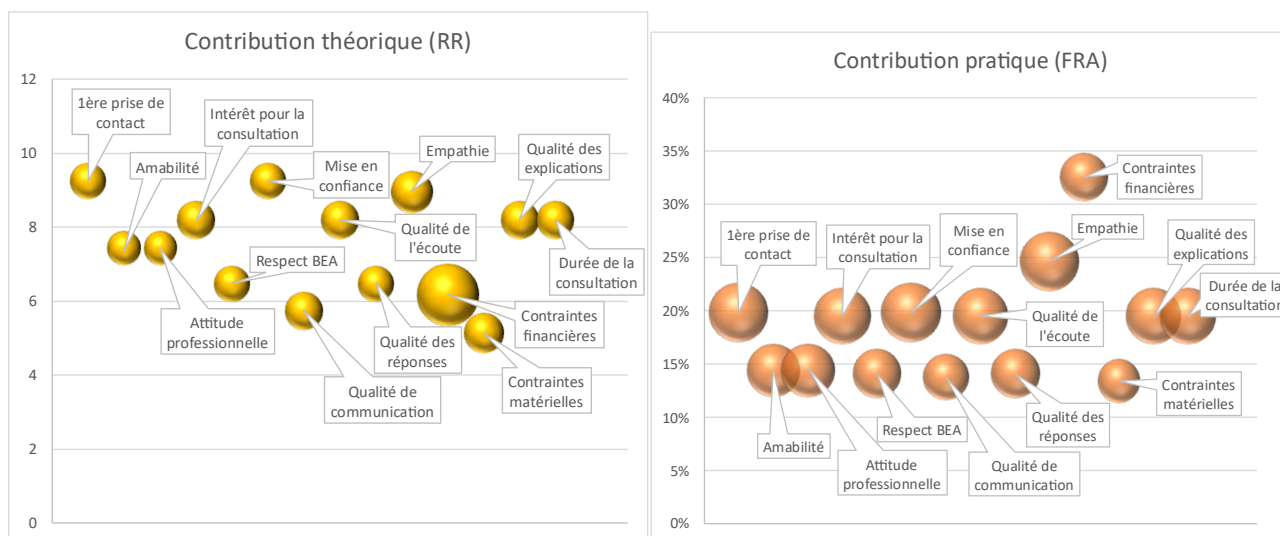 Contribution théorique (RR)
12
10
8
6
4
2
0
1ère prise de
contact
Amabilité
Intérêt pour la
consultation
Mise en
confiance
Empathie
Qualité des
explications
Respect BEA
Qualité de
l'écoute
Durée de la
consultation
Attitude
professionnelle
Qualité des
réponses
Contraintes
financières
Qualité de
communication
Contraintes
matérielles
Contribution pratique (FRA)
40%
35%
30%
25%
20%
15%
10%
5%
0%
Contraintes
financières
1ère prise de
contact
Intérêt pour la
consultation
Mise en
confiance
Empathie
Qualité des
explications
Durée de la
consultation
Qualité de
l'écoute
Contraintes
matérielles
Amabilité
Respect BEA
Qualité des
réponses
Attitude
professionnelle
Qualité de
communication